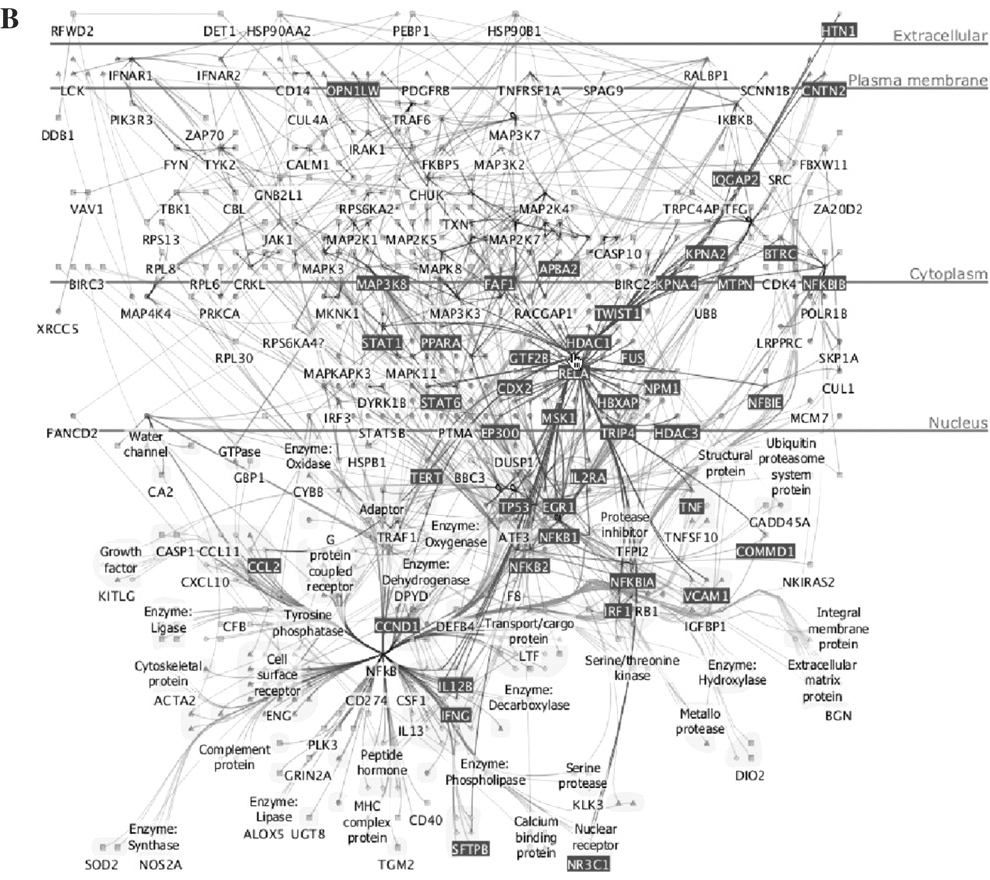 B
RFWD2 DET1 HSP90AA2 PEBP1 HSP90B1 HTN1
Extracellular
IFNAR1 IFNAR2 RALBP1
Plasma membrane
LCK CD14 OPN1LW PDGFRB TNFRSF1A SPAG9 SCNN1B CNTN2
PIK3R3 CUL4A TRAF6 IKBKB
DDB1 ZAP70 MAP3K7
IRAK1
FYN TYK2 CALM1 FKBP5 MAP3K2 FBXW11
IQGAP2 SRC
GNB2L1 CHUK
VAV1 TBK1 CBL RPS6KA2 MAP2K4 TRPC4AP TFG ZA20D2
TXN
RPS13 JAK1 MAP2K1 MAP2K5 MAP2K7
CASP10 KPNA2 BTRC
RPL8 MAPK3 MAPK8 APBA2
Cytoplasm
BIRC3 RPL6 CRKL MAP3K8 FAF1 BIRC2 KPNA4 MTPN CDK4 NFKBIB
MAP4K4 PRKCA MKNK1 MAP3K3 RACGAP1 TWIST1 UBB POLR1B
XRCC5
RPS6KA4? STAT1 PPARA HDAC1 LRPPRC
RPL30 GTF2B FUS SKP1A
MAPKAPK3 MAPK11 RELA
CDX2 NPM1 CUL1
DYRK1B STAT6 HBXAP NFBIE
IRF3 MSK1 MCM7
Nucleus
FANCD2 STAT5B PTMA EP300 TRIP4 HDAC3
Water
channel
GTPase
Enzyme:
Oxidase
HSPB1 DUSP1
Structural
protein
Ubiquitin
proteasome
system
protein
CA2 GBP1 CYBB TERT BBC3 IL2RA
Adaptor TP53 EGR1 TNF
Protease
inhibitor
GADD45A
TRAF1
Enzyme:
Oxygenase
ATF3 NFKB1 TNFSF10
Growth
factor
CASP1 CCL11
G
protein
coupled
receptor
TFPI2 COMMD1
CCL2 NFKB2
CXCL10
Enzyme:
Dehydrogenase
DPYD
NFKBIA NKIRAS2
KITLG F8 VCAM1
Enzyme:
Ligase
CFB
Tyrosine
phosphatase
CCND1 DEFB4
Transport/cargo
protein
IRF1 RB1 IGFBP1
Integral
membrane
protein
LTF
Cytoskeletal
protein
Cell
surface
receptor
NFkB
Serine/threonine
kinase
Enzyme:
Hydroxylase
Extracellular
matrix
protein
ACTA2 IL12B
ENG CD274 CSF1 IFNG
Enzyme:
Decarboxylase
BGN
IL13
Metallo
protease
Complement
protein
PLK3
Peptide
hormone
GRIN2A
Enzyme:
Phospholipase
Serine
protease
DIO2
Enzyme:
Lipase
MHC
complex
protein
KLK3
ALOX5 UGT8 CD40
Calcium
binding
protein
Nuclear
receptor
Enzyme:
Synthase
SFTPB
SOD2 NOS2A TGM2 NR3C1